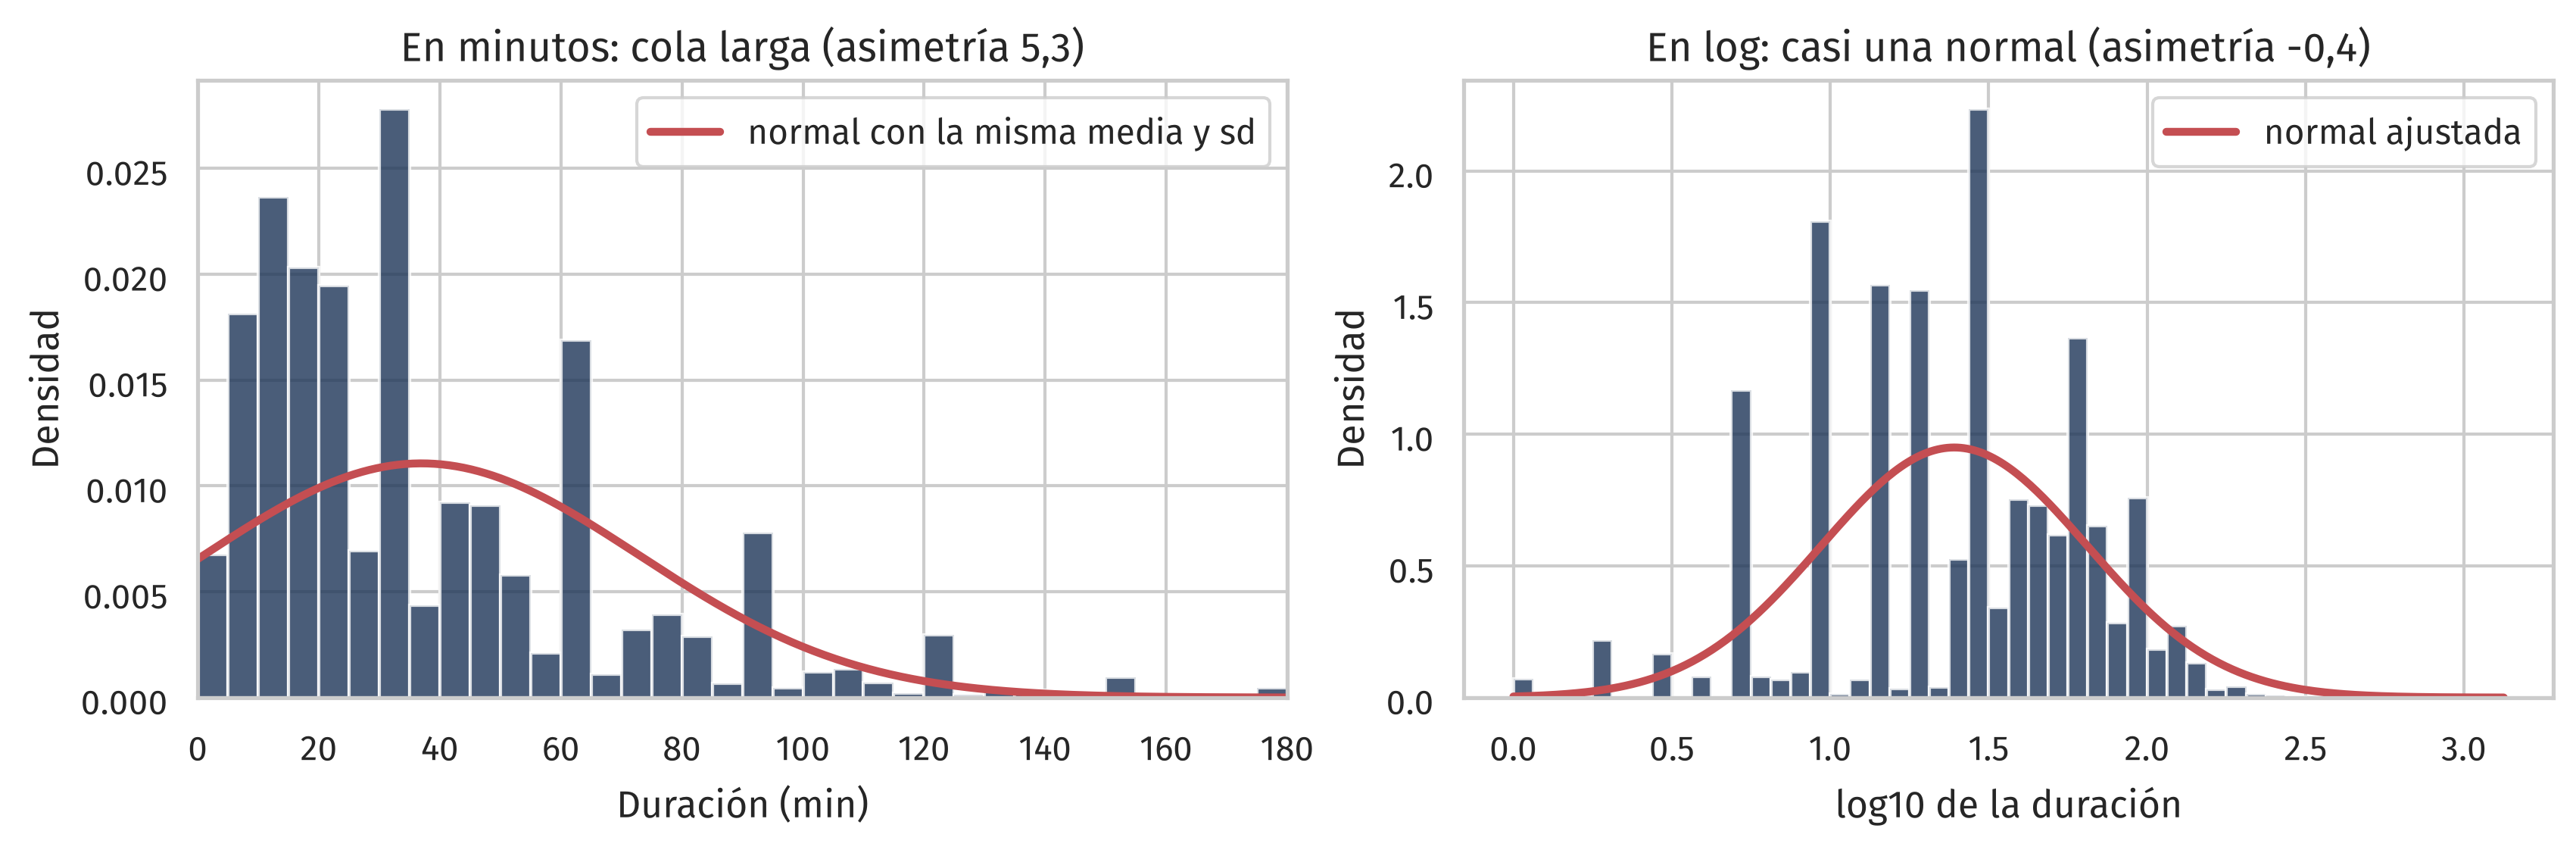 En minutos: cola larga (asimetría 5,3)
normal con la misma media y sd
0.025
0.020
0.015
0.010
0.005
0.000
Densidad
0 20 40 60 80 100 120 140 160 180
Duración (min)
En log: casi una normal (asimetría -0,4)
normal ajustada
2.0
1.5
1.0
0.5
0.0
Densidad
0.0 0.5 1.0 1.5 2.0 2.5 3.0
log10 de la duración